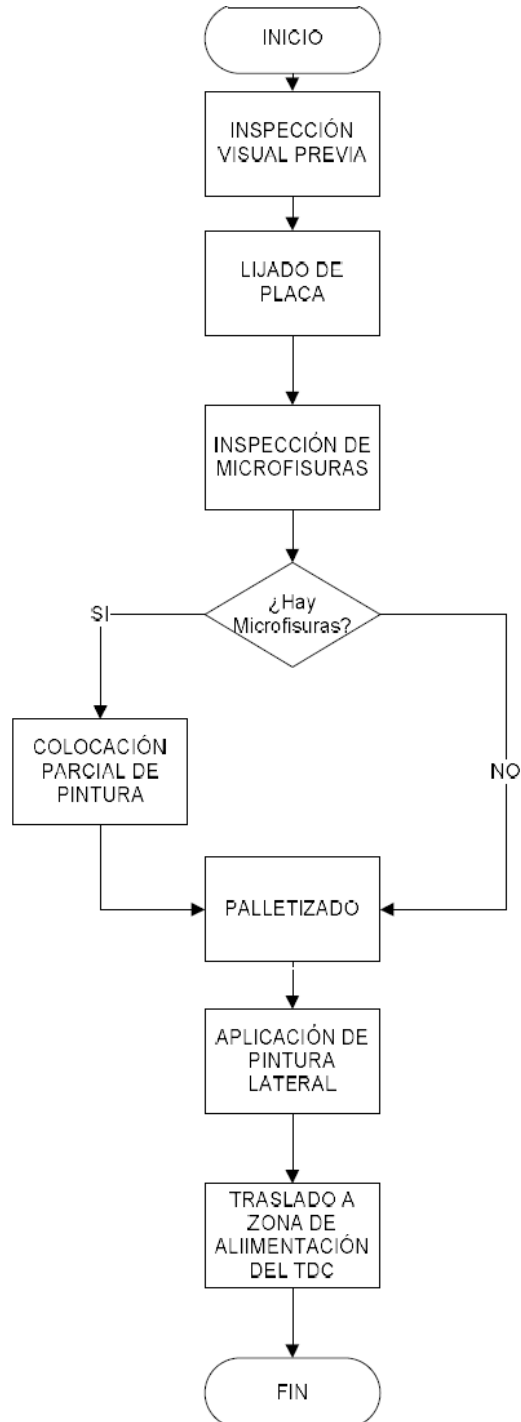 INICIO
INSPECCIÓN
VISUAL PREVIA
LIJADO DE
PLACA
INSPECCIÓN DE
MICROFISURAS
¿Hay
Microfisuras?
SI
COLOCACIÓN
PARCIAL DE
PINTURA
NO
PALLETIZADO
APLICACIÓN DE
PINTURA
LATERAL
TRASLADO A
ZONA DE
ALIIMENTACIÓN
DEL TDC
FIN